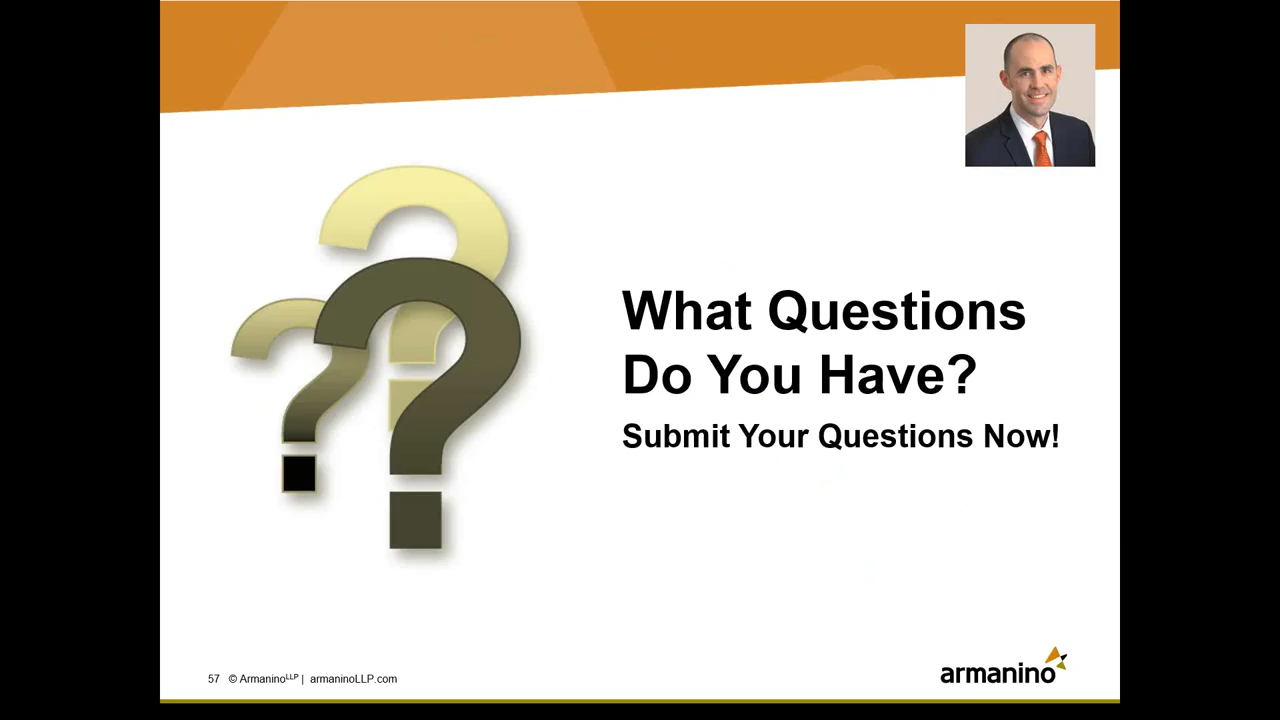 What Questions
Do You Have?
Submit Your Questions Now!
57 © ArmaninoLLP | armaninoLLP.com
armanino